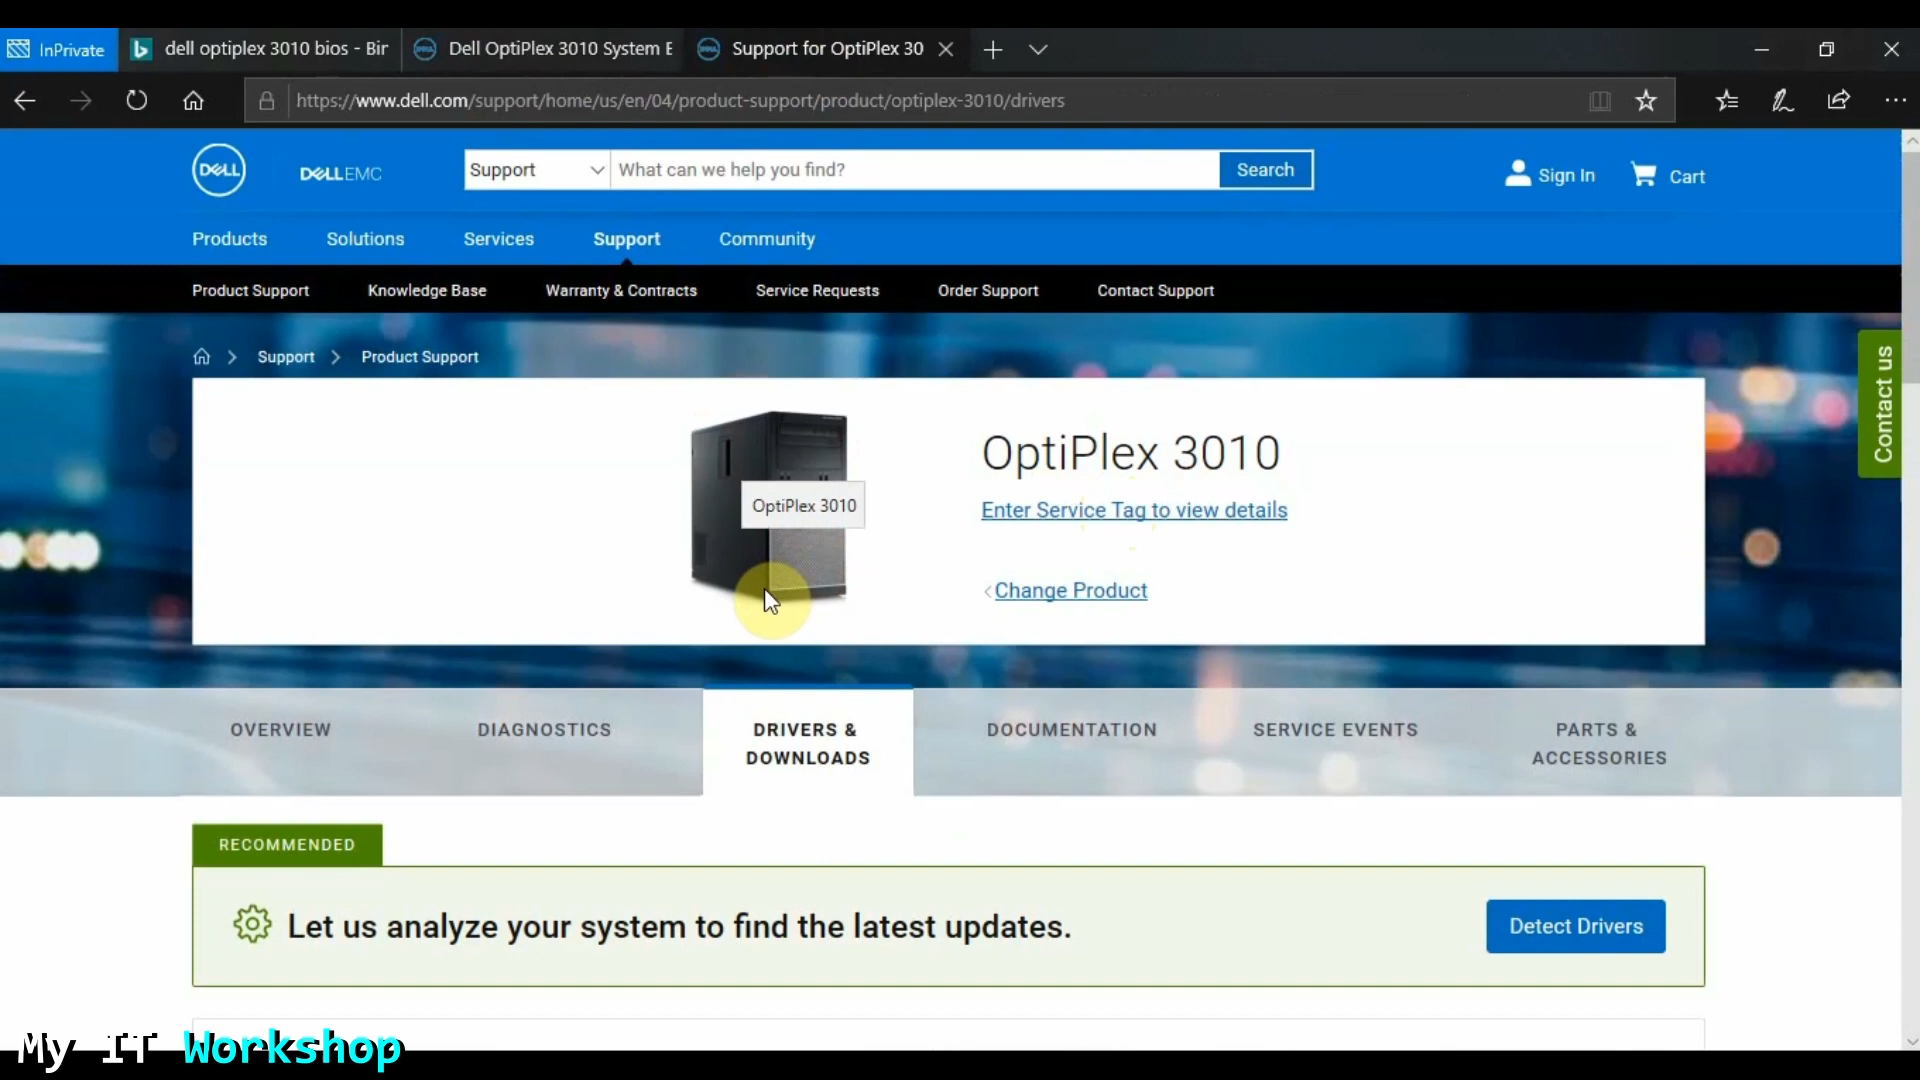 InPrivate
dell optiplex 3010 bios - Bin
Dell OptiPlex 3010 System B
Support for OptiPlex 30
https://www.dell.com/support/home/us/en/04/product-support/product/optiplex-3010/drivers
DELL
DELLEMC
Support
What can we help you find?
Search
Sign In
Cart
Products
Solutions
Services
Support
Community
Product Support
Knowledge Base
Warranty & Contracts
Service Requests
Order Support
Contact Support
Support
Product Support
Contact us
OptiPlex 3010
OptiPlex 3010
Enter Service Tag to view details
Change Product
OVERVIEW
DIAGNOSTICS
DRIVERS &
DOWNLOADS
DOCUMENTATION
SERVICE EVENTS
PARTS &
ACCESSORIES
RECOMMENDED
Let us analyze your system to find the latest updates.
Detect Drivers
My IT Workshop